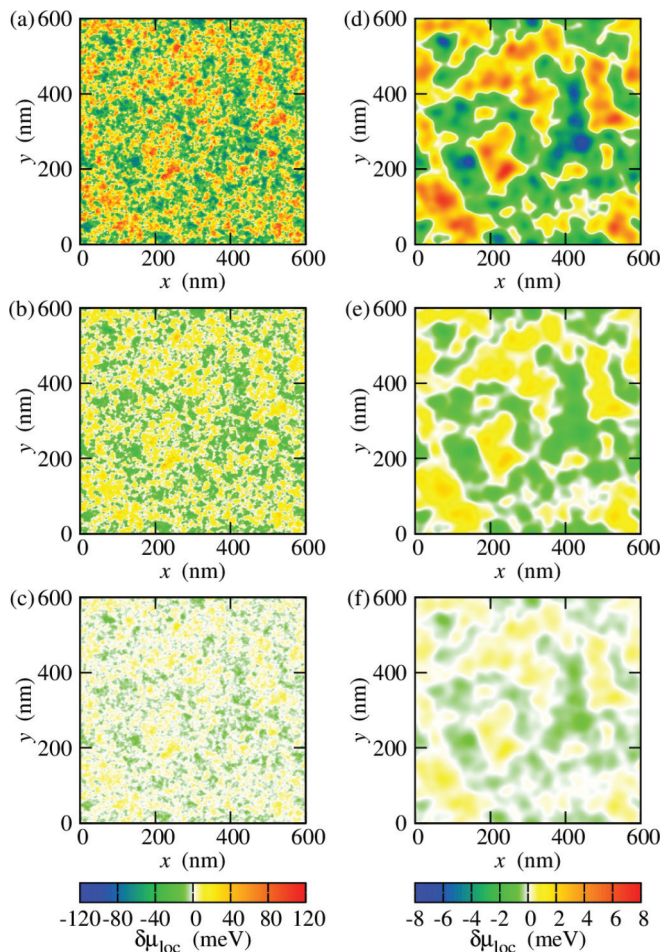 (a) 600 400 200 0
y (nm)
0 200 400 600
x (nm)
(d) 600 400 200 0
y (nm)
0 200 400 600
x (nm)
(b) 600 400 200 0
y (nm)
0 200 400 600
x (nm)
(e) 600 400 200 0
y (nm)
0 200 400 600
x (nm)
(c) 600 400 200 0
y (nm)
0 200 400 600
x (nm)
(f) 600 400 200 0
y (nm)
0 200 400 600
x (nm)
-120 -80 -40 0 40 80 120
δμloc (meV)
-8 -6 -4 -2 0 2 4 6 8
δμloc (meV)